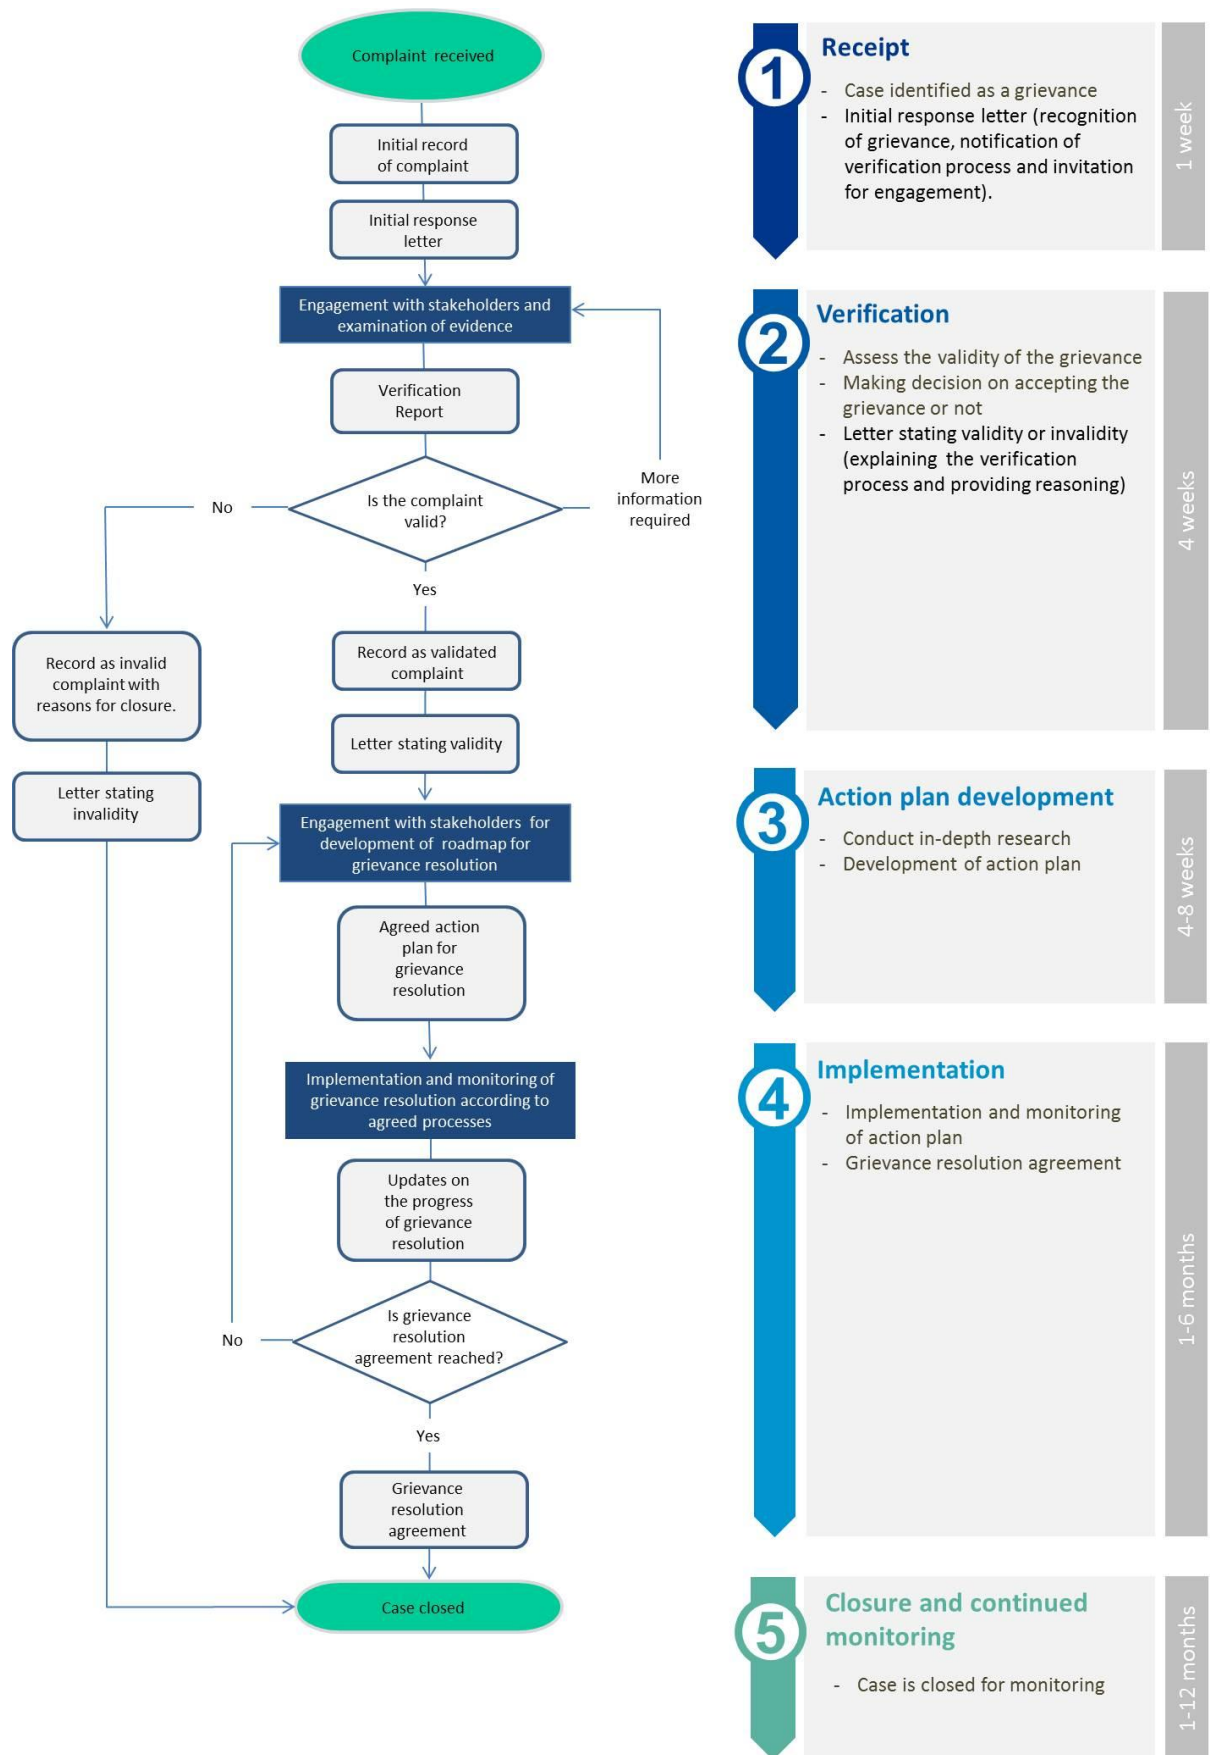 Complaint received
Initial record
of complaint
Initial response
letter
Engagement with stakeholders and
examination of evidence
Verification
Report
Is the complaint
valid?
No
More
information
required
Yes
Record as invalid
complaint with
reasons for closure.
Record as validated
complaint
Letter stating validity
Letter stating
invalidity
Engagement with stakeholders for
development of roadmap for
grievance resolution
Agreed action
plan for
grievance
resolution
Implementation and monitoring of
grievance resolution according to
agreed processes
Updates on
the progress
of grievance
resolution
Is grievance
resolution
agreement reached?
No
Yes
Grievance
resolution
agreement
Case closed
1
Receipt
- Case identified as a grievance
- Initial response letter (recognition
of grievance, notification of
verification process and invitation
for engagement).
1 week
2
Verification
- Assess the validity of the grievance
- Making decision on accepting the
grievance or not
- Letter stating validity or invalidity
(explaining the verification
process and providing reasoning)
4 weeks
3
Action plan development
- Conduct in-depth research
- Development of action plan
4-8 weeks
4
Implementation
- Implementation and monitoring
of action plan
- Grievance resolution agreement
1-6 months
5
Closure and continued
monitoring
- Case is closed for monitoring
1-12 months